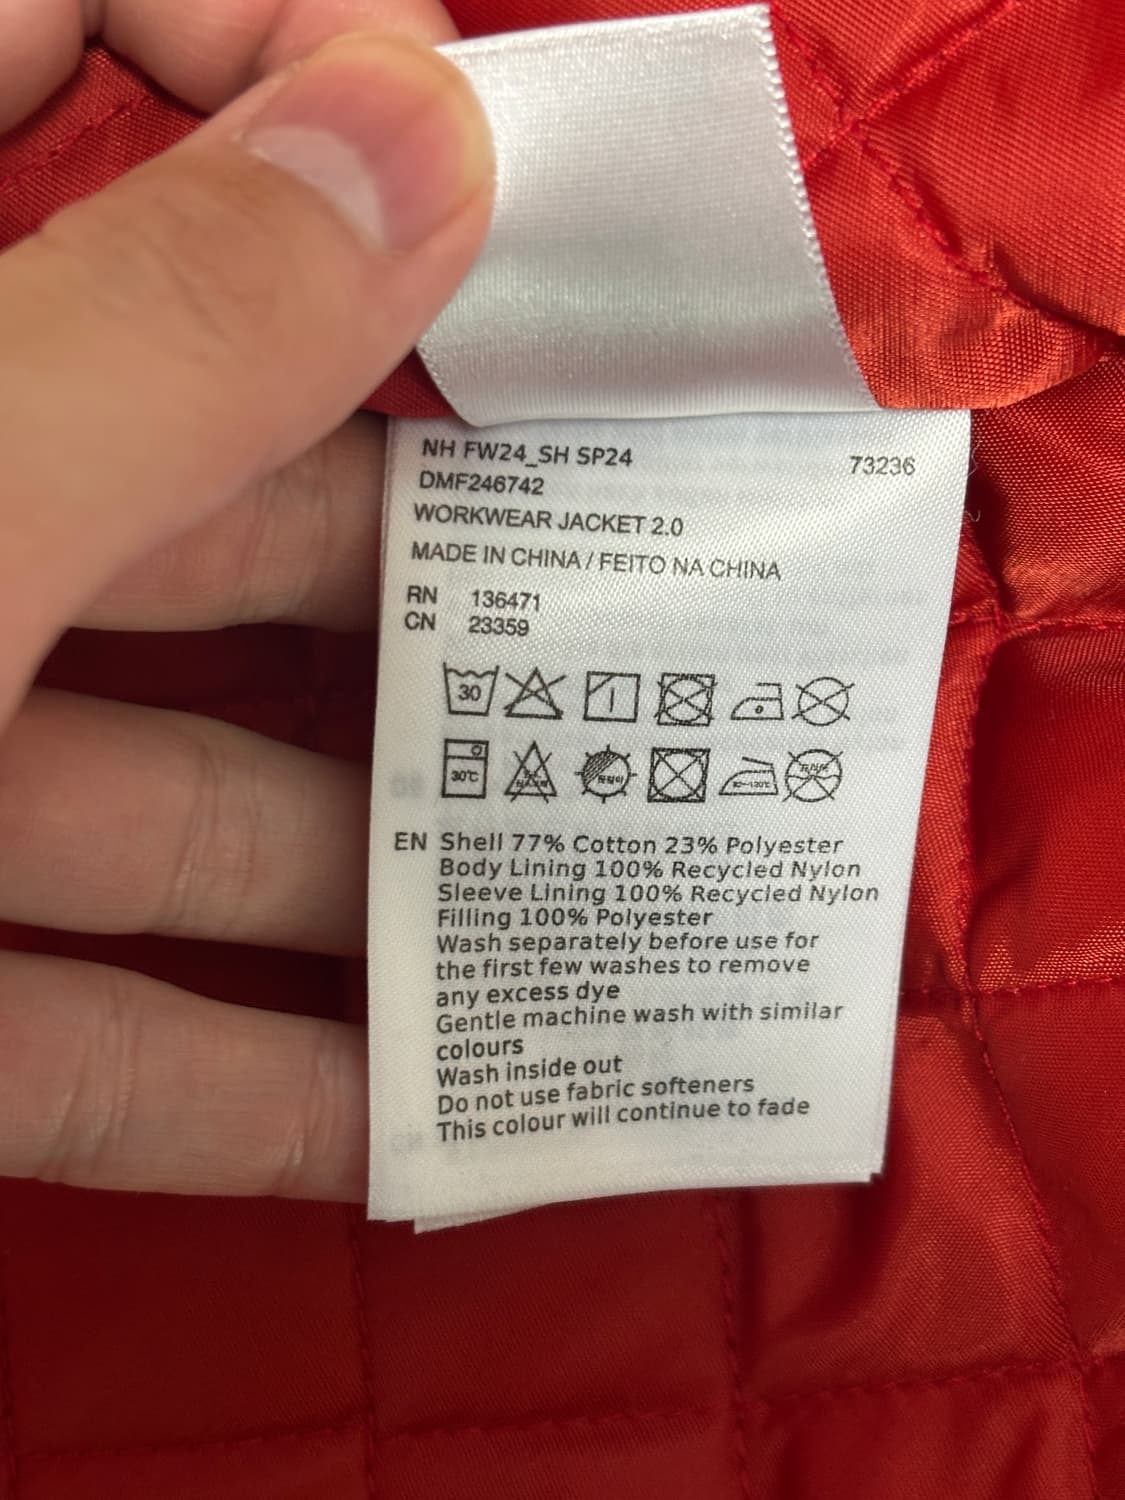 NH FW24_SH SP24 73236
DMF246742
WORKWEAR JACKET 2.0
MADE IN CHINA / FEITO NA CHINA
RN 136471
CN 23359
30
30℃
EN Shell 77% Cotton 23% Polyester
Body Lining 100% Recycled Nylon
Sleeve Lining 100% Recycled Nylon
Filling 100% Polyester
Wash separately before use for
the first few washes to remove
any excess dye
Gentle machine wash with similar
colours
Wash inside out
Do not use fabric softeners
This colour will continue to fade